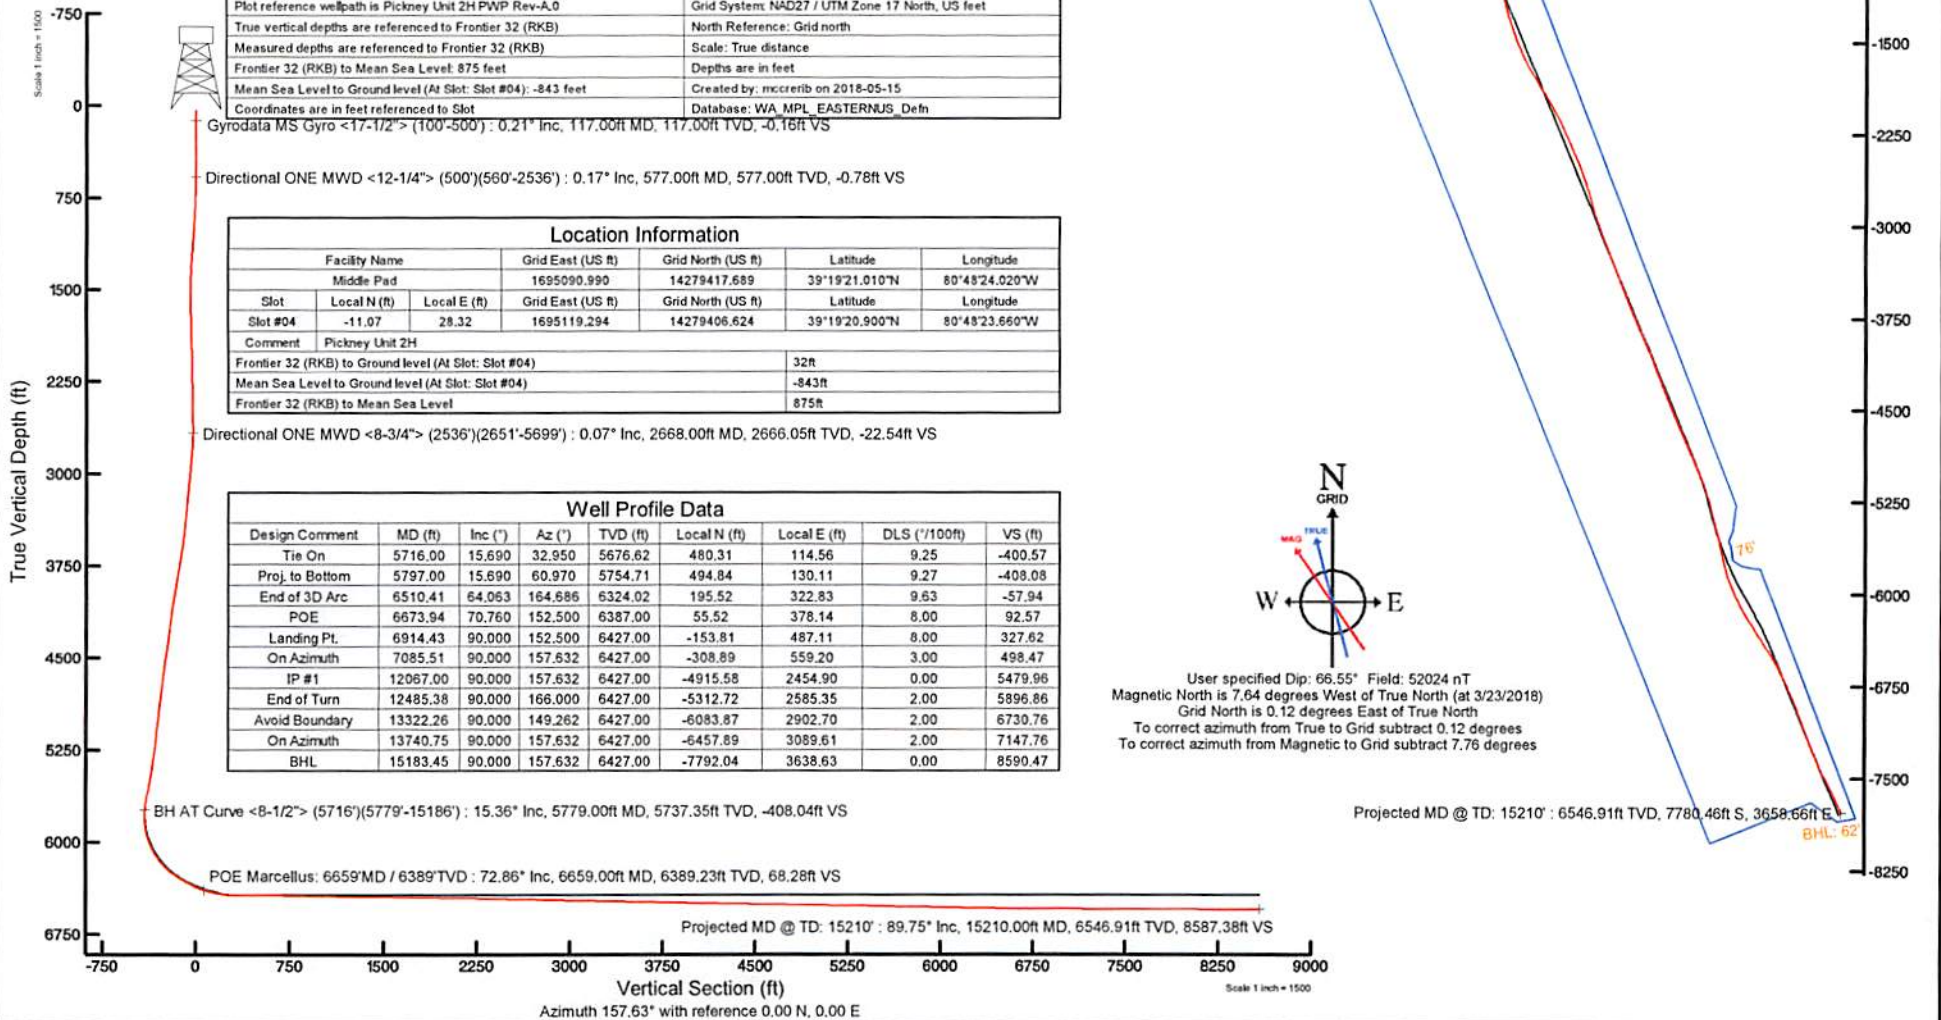 Plot reference wellpath is Pickney Unit 2H PWP Rev-A.0 Grid System: NAD27 / UTM Zone 17 North, US feet
True vertical depths are referenced to Frontier 32 (RKB) North Reference: Grid north
Measured depths are referenced to Frontier 32 (RKB) Scale: True distance
Frontier 32 (RKB) to Mean Sea Level: 875 feet Depths are in feet
Mean Sea Level to Ground level (At Slot: Slot #04): -843 feet Created by: mccrerib on 2018-05-15
Coordinates are in feet referenced to Slot Database: WA_MPL_EASTERNUS_Defn
Scale 1 inch = 1500
True Vertical Depth (ft)
-750
0
750
1500
2250
3000
3750
4500
5250
6000
6750
Gyrodata MS Gyro <17-1/2"> (100'-500') : 0.21° Inc, 117.00ft MD, 117.00ft TVD, -0.16ft VS
Directional ONE MWD <12-1/4"> (500')(560'-2536') : 0.17° Inc, 577.00ft MD, 577.00ft TVD, -0.78ft VS
Location Information
Facility Name Grid East (US ft) Grid North (US ft) Latitude Longitude
Middle Pad 1695090.990 14279417.689 39°19'21.010"N 80°48'24.020"W
Slot Local N (ft) Local E (ft) Grid East (US ft) Grid North (US ft) Latitude Longitude
Slot #04 -11.07 28.32 1695119.294 14279406.624 39°19'20.900"N 80°48'23.660"W
Comment Pickney Unit 2H
Frontier 32 (RKB) to Ground level (At Slot: Slot #04) 32ft
Mean Sea Level to Ground level (At Slot: Slot #04) -843ft
Frontier 32 (RKB) to Mean Sea Level 875ft
Directional ONE MWD <8-3/4"> (2536')(2651'-5699') : 0.07° Inc, 2668.00ft MD, 2666.05ft TVD, -22.54ft VS
Well Profile Data
Design Comment MD (ft) Inc (°) Az (°) TVD (ft) Local N (ft) Local E (ft) DLS (°/100ft) VS (ft)
Tie On 5716.00 15.690 32.950 5676.62 480.31 114.56 9.25 -400.57
Proj. to Bottom 5797.00 15.690 60.970 5754.71 494.84 130.11 9.27 -408.08
End of 3D Arc 6510.41 64.063 164.686 6324.02 195.52 322.83 9.63 -57.94
POE 6673.94 70.760 152.500 6387.00 55.52 378.14 8.00 92.57
Landing Pt. 6914.43 90.000 152.500 6427.00 -153.81 487.11 8.00 327.62
On Azimuth 7085.51 90.000 157.632 6427.00 -308.89 559.20 3.00 498.47
IP #1 12067.00 90.000 157.632 6427.00 -4915.58 2454.90 0.00 5479.96
End of Turn 12485.38 90.000 166.000 6427.00 -5312.72 2585.35 2.00 5896.86
Avoid Boundary 13322.26 90.000 149.262 6427.00 -6083.87 2902.70 2.00 6730.76
On Azimuth 13740.75 90.000 157.632 6427.00 -6457.89 3089.61 2.00 7147.76
BHL 15183.45 90.000 157.632 6427.00 -7792.04 3638.63 0.00 8590.47
BH AT Curve <8-1/2"> (5716')(5779'-15186') : 15.36° Inc, 5779.00ft MD, 5737.35ft TVD, -408.04ft VS
POE Marcellus: 6659'MD / 6389'TVD : 72.86° Inc, 6659.00ft MD, 6389.23ft TVD, 68.28ft VS
Projected MD @ TD: 15210' : 89.75° Inc, 15210.00ft MD, 6546.91ft TVD, 8587.38ft VS
-750 0 750 1500 2250 3000 3750 4500 5250 6000 6750 7500 8250 9000
Vertical Section (ft)
Scale 1 inch = 1500
Azimuth 157.63° with reference 0.00 N, 0.00 E
N
GRID
TRUE
MAG
W
E
User specified Dip: 66.55° Field: 52024 nT
Magnetic North is 7.64 degrees West of True North (at 3/23/2018)
Grid North is 0.12 degrees East of True North
To correct azimuth from True to Grid subtract 0.12 degrees
To correct azimuth from Magnetic to Grid subtract 7.76 degrees
76'
Projected MD @ TD: 15210' : 6546.91ft TVD, 7780.46ft S, 3658.66ft E
BHL: 62'
-1500
-2250
-3000
-3750
-4500
-5250
-6000
-6750
-7500
-8250